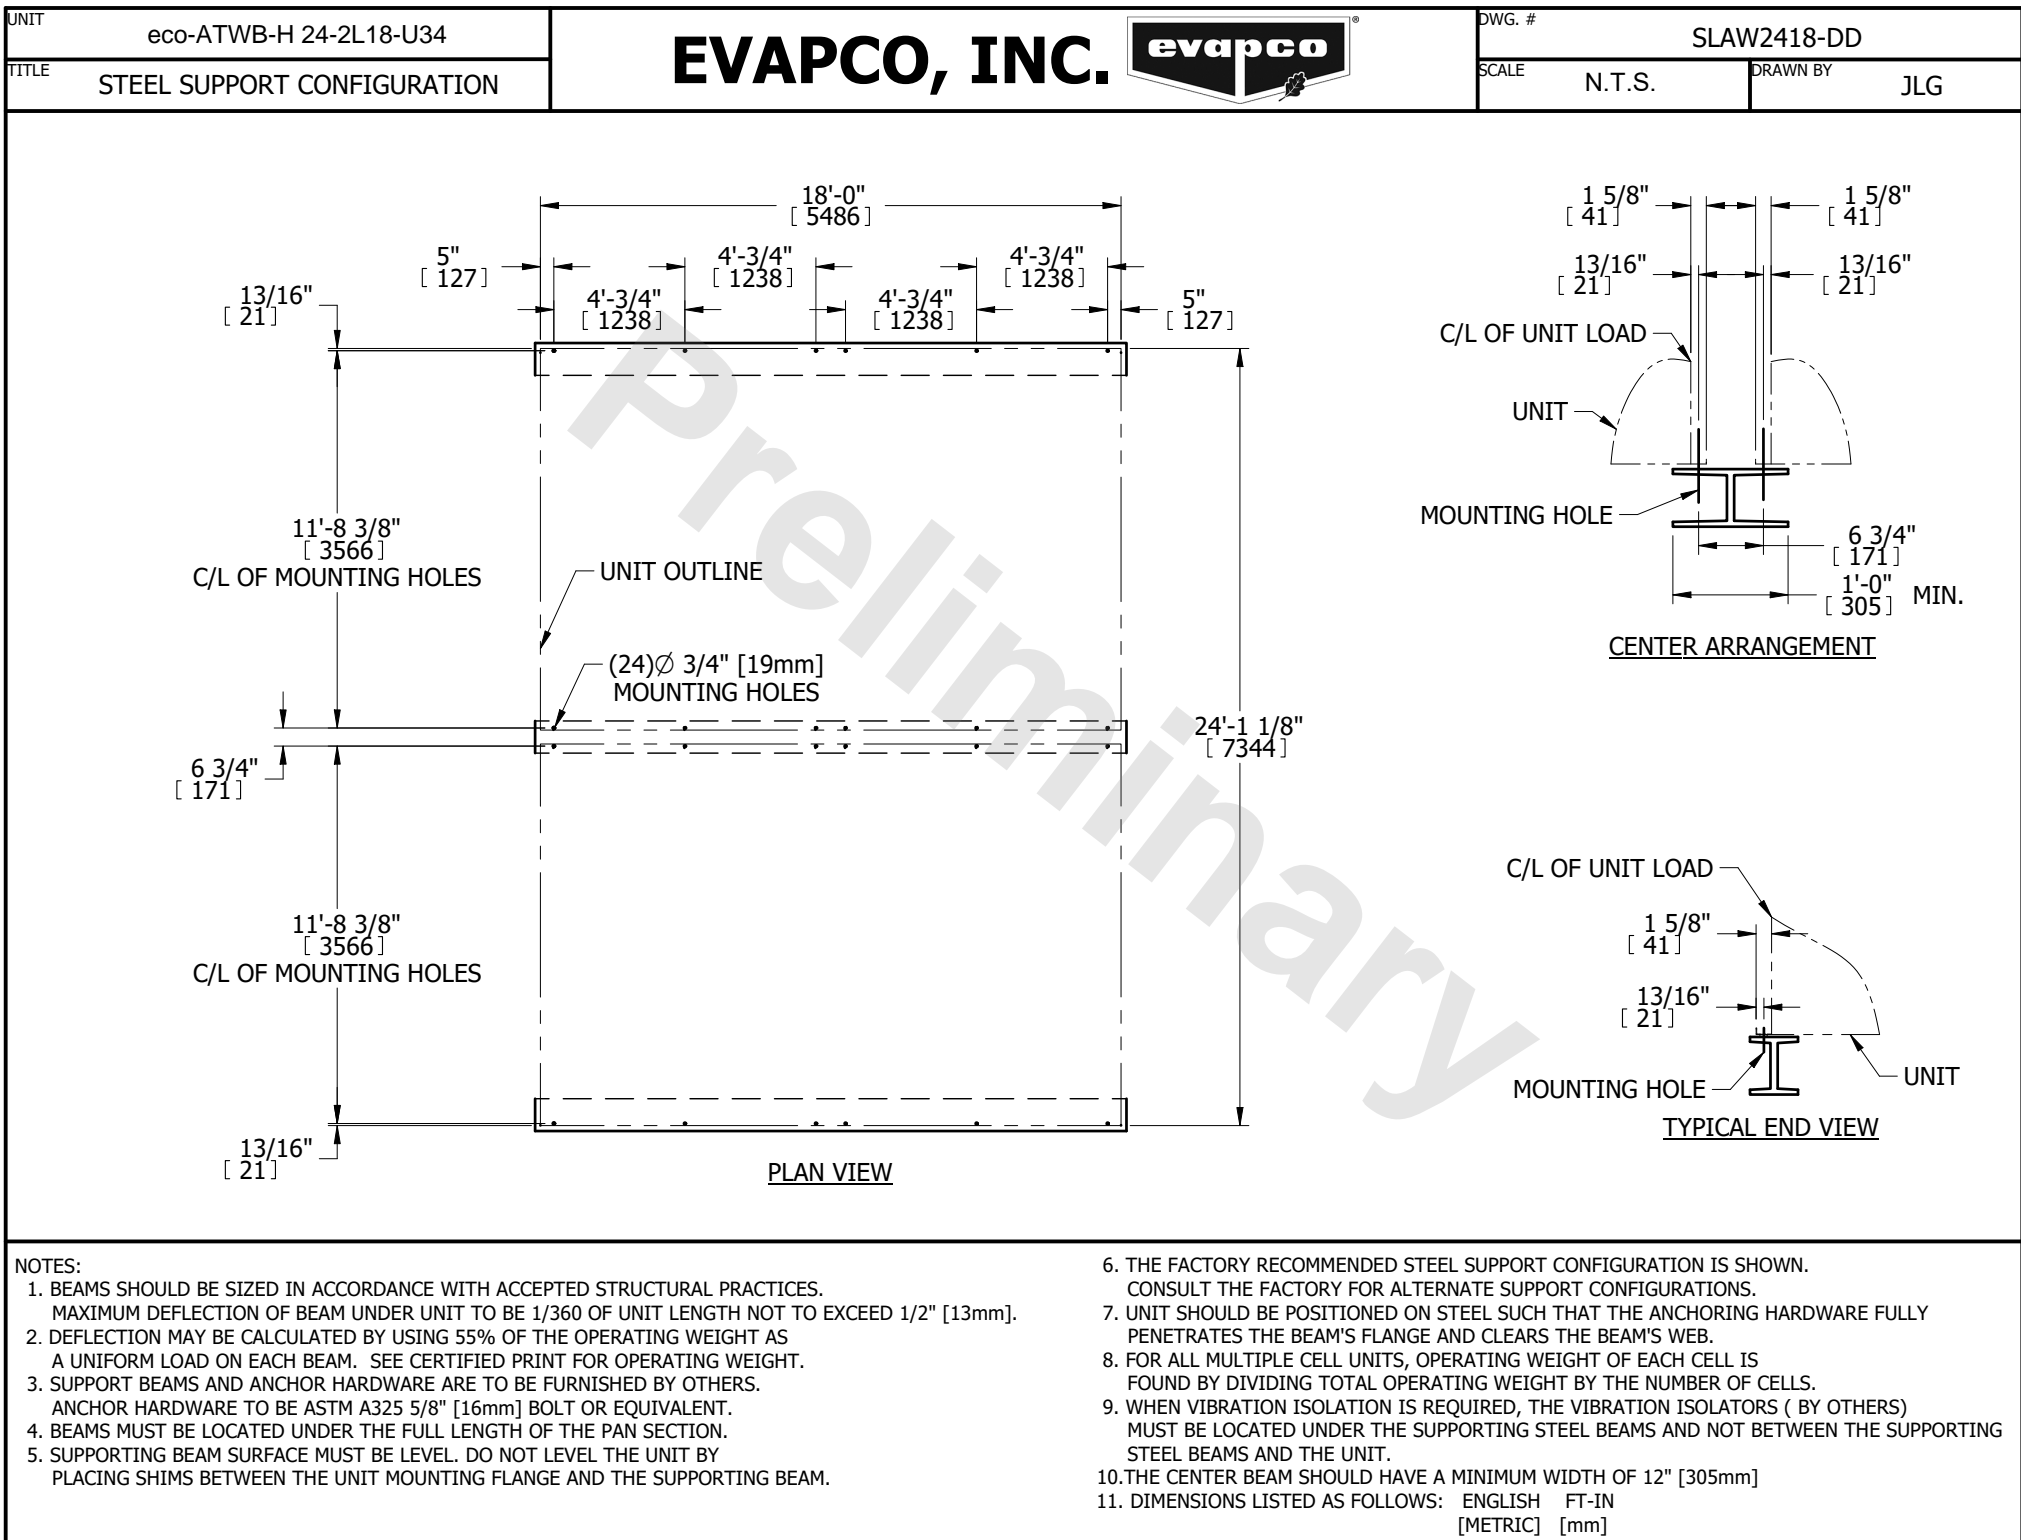 UNIT
eco-ATWB-H 24-2L18-U34
TITLE
STEEL SUPPORT CONFIGURATION
EVAPCO, INC.
evapco
®
DWG. #
SLAW2418-DD
SCALE
N.T.S.
DRAWN BY
JLG
18'-0"
[ 5486 ]
5"
[ 127 ]
4'-3/4"
[ 1238 ]
4'-3/4"
[ 1238 ]
13/16"
[ 21 ]
4'-3/4"
[ 1238 ]
4'-3/4"
[ 1238 ]
5"
[ 127 ]
11'-8 3/8"
[ 3566 ]
C/L OF MOUNTING HOLES
UNIT OUTLINE
(24)∅ 3/4" [19mm]
MOUNTING HOLES
6 3/4"
[ 171 ]
24'-1 1/8"
[ 7344 ]
11'-8 3/8"
[ 3566 ]
C/L OF MOUNTING HOLES
13/16"
[ 21 ]
PLAN VIEW
Preliminary
1 5/8"
[ 41 ]
1 5/8"
[ 41 ]
13/16"
[ 21 ]
13/16"
[ 21 ]
C/L OF UNIT LOAD
UNIT
MOUNTING HOLE
6 3/4"
[ 171 ]
1'-0"
[ 305 ] MIN.
CENTER ARRANGEMENT
C/L OF UNIT LOAD
1 5/8"
[ 41 ]
13/16"
[ 21 ]
MOUNTING HOLE
UNIT
TYPICAL END VIEW
NOTES:
1. BEAMS SHOULD BE SIZED IN ACCORDANCE WITH ACCEPTED STRUCTURAL PRACTICES.
MAXIMUM DEFLECTION OF BEAM UNDER UNIT TO BE 1/360 OF UNIT LENGTH NOT TO EXCEED 1/2" [13mm].
2. DEFLECTION MAY BE CALCULATED BY USING 55% OF THE OPERATING WEIGHT AS
A UNIFORM LOAD ON EACH BEAM. SEE CERTIFIED PRINT FOR OPERATING WEIGHT.
3. SUPPORT BEAMS AND ANCHOR HARDWARE ARE TO BE FURNISHED BY OTHERS.
ANCHOR HARDWARE TO BE ASTM A325 5/8" [16mm] BOLT OR EQUIVALENT.
4. BEAMS MUST BE LOCATED UNDER THE FULL LENGTH OF THE PAN SECTION.
5. SUPPORTING BEAM SURFACE MUST BE LEVEL. DO NOT LEVEL THE UNIT BY
PLACING SHIMS BETWEEN THE UNIT MOUNTING FLANGE AND THE SUPPORTING BEAM.
6. THE FACTORY RECOMMENDED STEEL SUPPORT CONFIGURATION IS SHOWN.
CONSULT THE FACTORY FOR ALTERNATE SUPPORT CONFIGURATIONS.
7. UNIT SHOULD BE POSITIONED ON STEEL SUCH THAT THE ANCHORING HARDWARE FULLY
PENETRATES THE BEAM'S FLANGE AND CLEARS THE BEAM'S WEB.
8. FOR ALL MULTIPLE CELL UNITS, OPERATING WEIGHT OF EACH CELL IS
FOUND BY DIVIDING TOTAL OPERATING WEIGHT BY THE NUMBER OF CELLS.
9. WHEN VIBRATION ISOLATION IS REQUIRED, THE VIBRATION ISOLATORS ( BY OTHERS)
MUST BE LOCATED UNDER THE SUPPORTING STEEL BEAMS AND NOT BETWEEN THE SUPPORTING
STEEL BEAMS AND THE UNIT.
10.THE CENTER BEAM SHOULD HAVE A MINIMUM WIDTH OF 12" [305mm]
11. DIMENSIONS LISTED AS FOLLOWS: ENGLISH FT-IN
[METRIC] [mm]